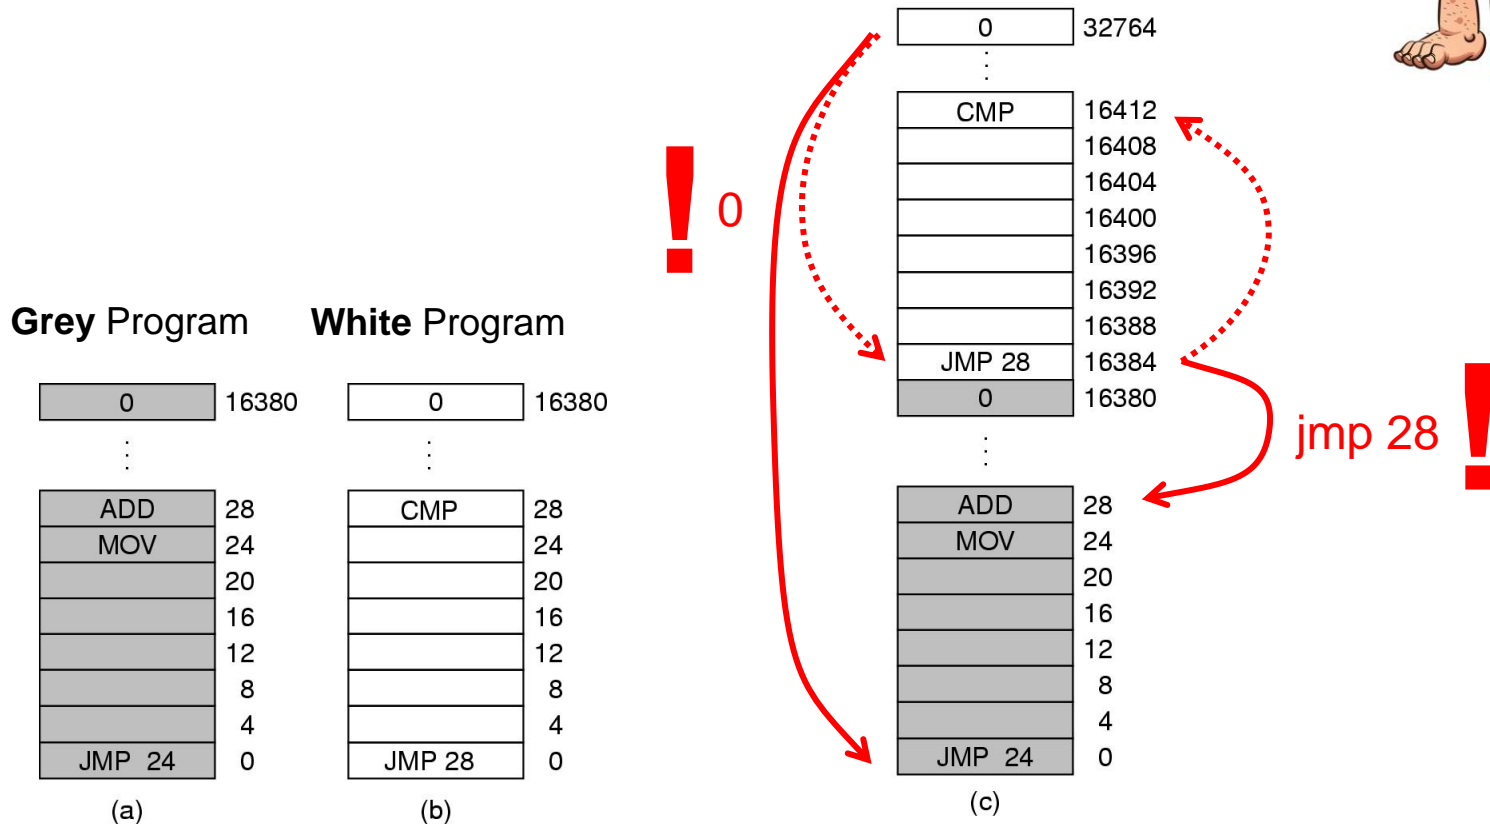 Grey Program
0 16380
⋮
ADD 28
MOV 24
20
16
12
8
4
JMP 24 0
(a)
White Program
0 16380
⋮
CMP 28
24
20
16
12
8
4
JMP 28 0
(b)
! 0
0 32764
⋮
CMP 16412
16408
16404
16400
16396
16392
16388
JMP 28 16384
0 16380
⋮
ADD 28
MOV 24
20
16
12
8
4
JMP 24 0
(c)
jmp 28 !